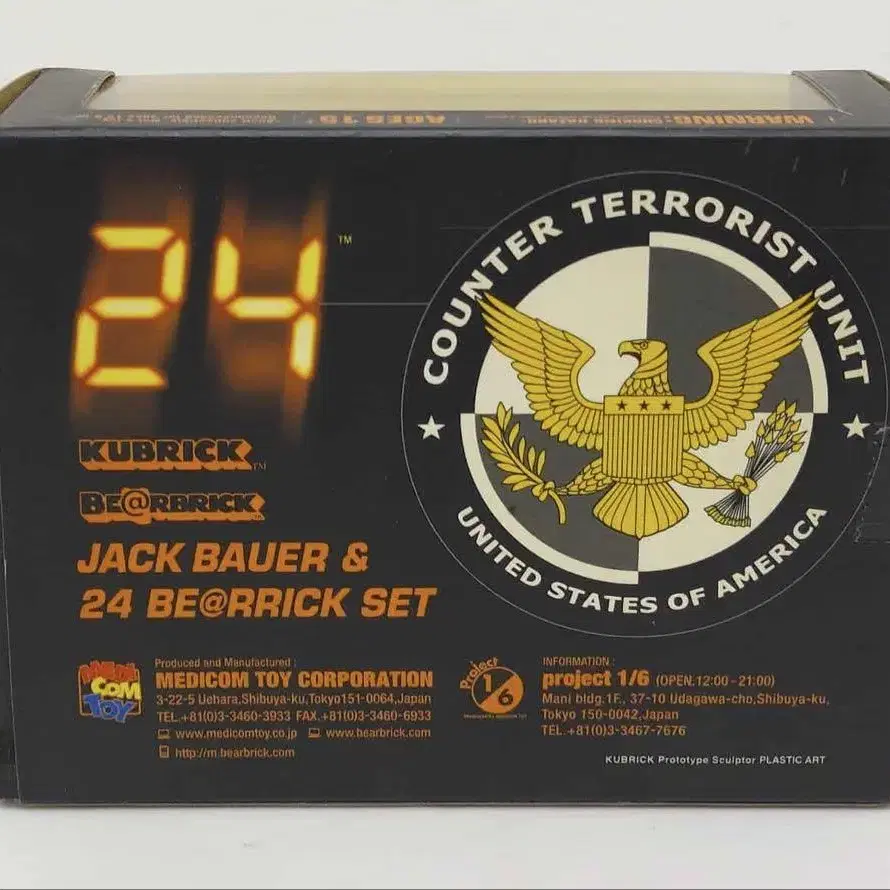 WARNING:
AGES 15
24™
COUNTER TERRORIST UNIT
UNITED STATES OF AMERICA
KUBRICK™
BE@RBRICK
JACK BAUER &
24 BE@RRICK SET
MEDI COM TOY
Produced and Manufactured :
MEDICOM TOY CORPORATION
3-22-5 Uehara,Shibuya-ku,Tokyo151-0064,Japan
TEL.+81(0)3-3460-3933 FAX.+81(0)3-3460-6933
www.medicomtoy.co.jp www.bearbrick.com
http://m.bearbrick.com
Project 1/6
INFORMATION :
project 1/6 (OPEN.12:00-21:00)
Mani bldg.1F., 37-10 Udagawa-cho,Shibuya-ku,
Tokyo 150-0042,Japan
TEL.+81(0)3-3467-7676
KUBRICK Prototype Sculptor PLASTIC ART